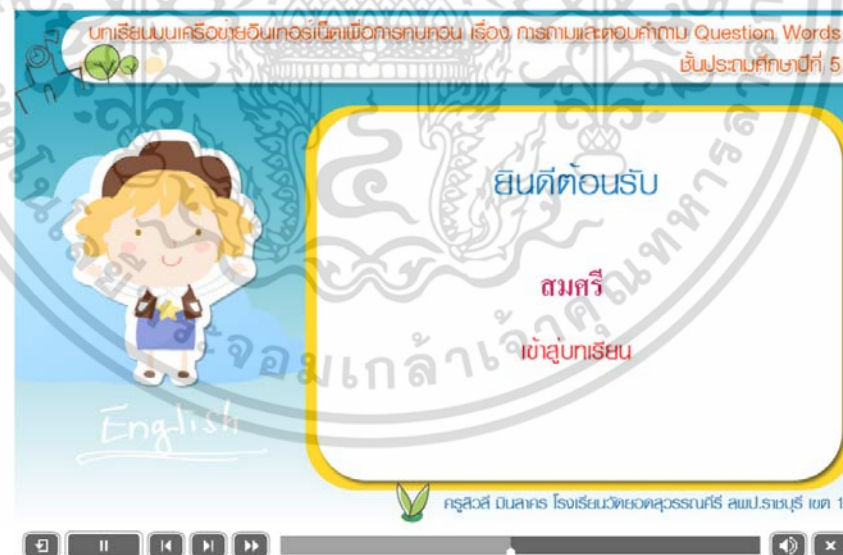 บทเรียนบนเครือข่ายอินเทอร์เน็ตเพื่อการทบทวน เรื่อง การถามและตอบคำถาม Question Words
ชั้นประถมศึกษาปีที่ 5
ยินดีต้อนรับ
สมศรี
เข้าสู่บทเรียน
English
ครูสิวลี มินสาคร โรงเรียนวัดยอดสุวรรณคีรี สพป.ราชบุรี เขต 1